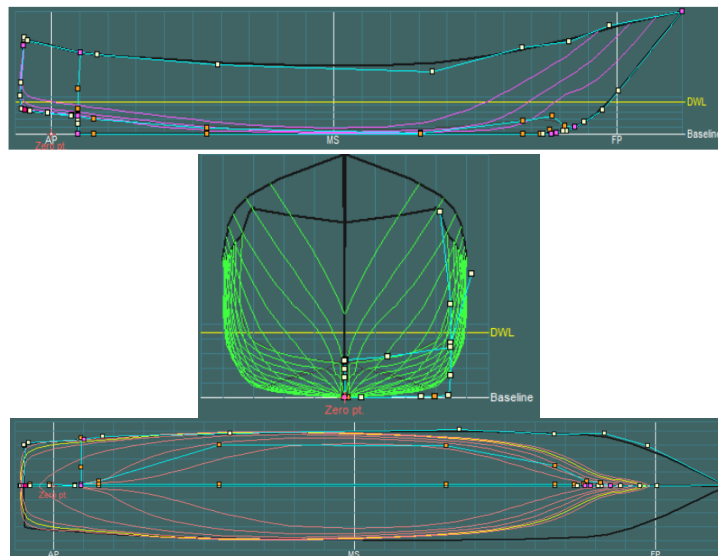 DWL
Baseline
AP
MS
FP
Zero pt.
DWL
Baseline
Zero pt.
Zero pt.
AP
MS
FP